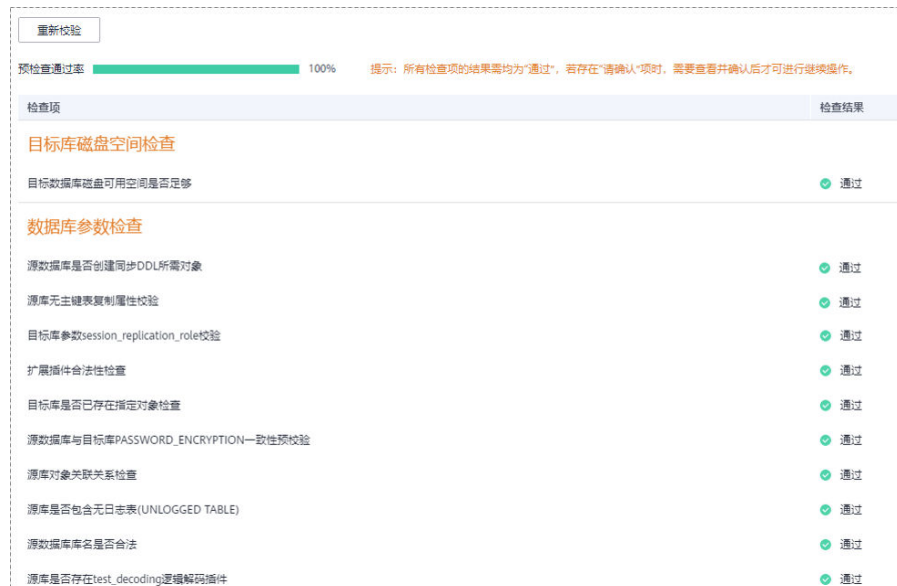 重新校验
预检查通过率 100% 提示：所有检查项的结果需均为"通过"，若存在"请确认"项时，需要查看并确认后才可进行继续操作。
检查项 检查结果
目标库磁盘空间检查
目标数据库磁盘可用空间是否足够 通过
数据库参数检查
源数据库是否创建同步DDL所需对象 通过
源库无主键表复制属性校验 通过
目标库参数session_replication_role校验 通过
扩展插件合法性检查 通过
目标库是否已存在指定对象检查 通过
源数据库与目标库PASSWORD_ENCRYPTION一致性预校验 通过
源库对象关联关系检查 通过
源库是否包含无日志表(UNLOGGED TABLE) 通过
源数据库库名是否合法 通过
源库是否存在test_decoding逻辑解码插件 通过